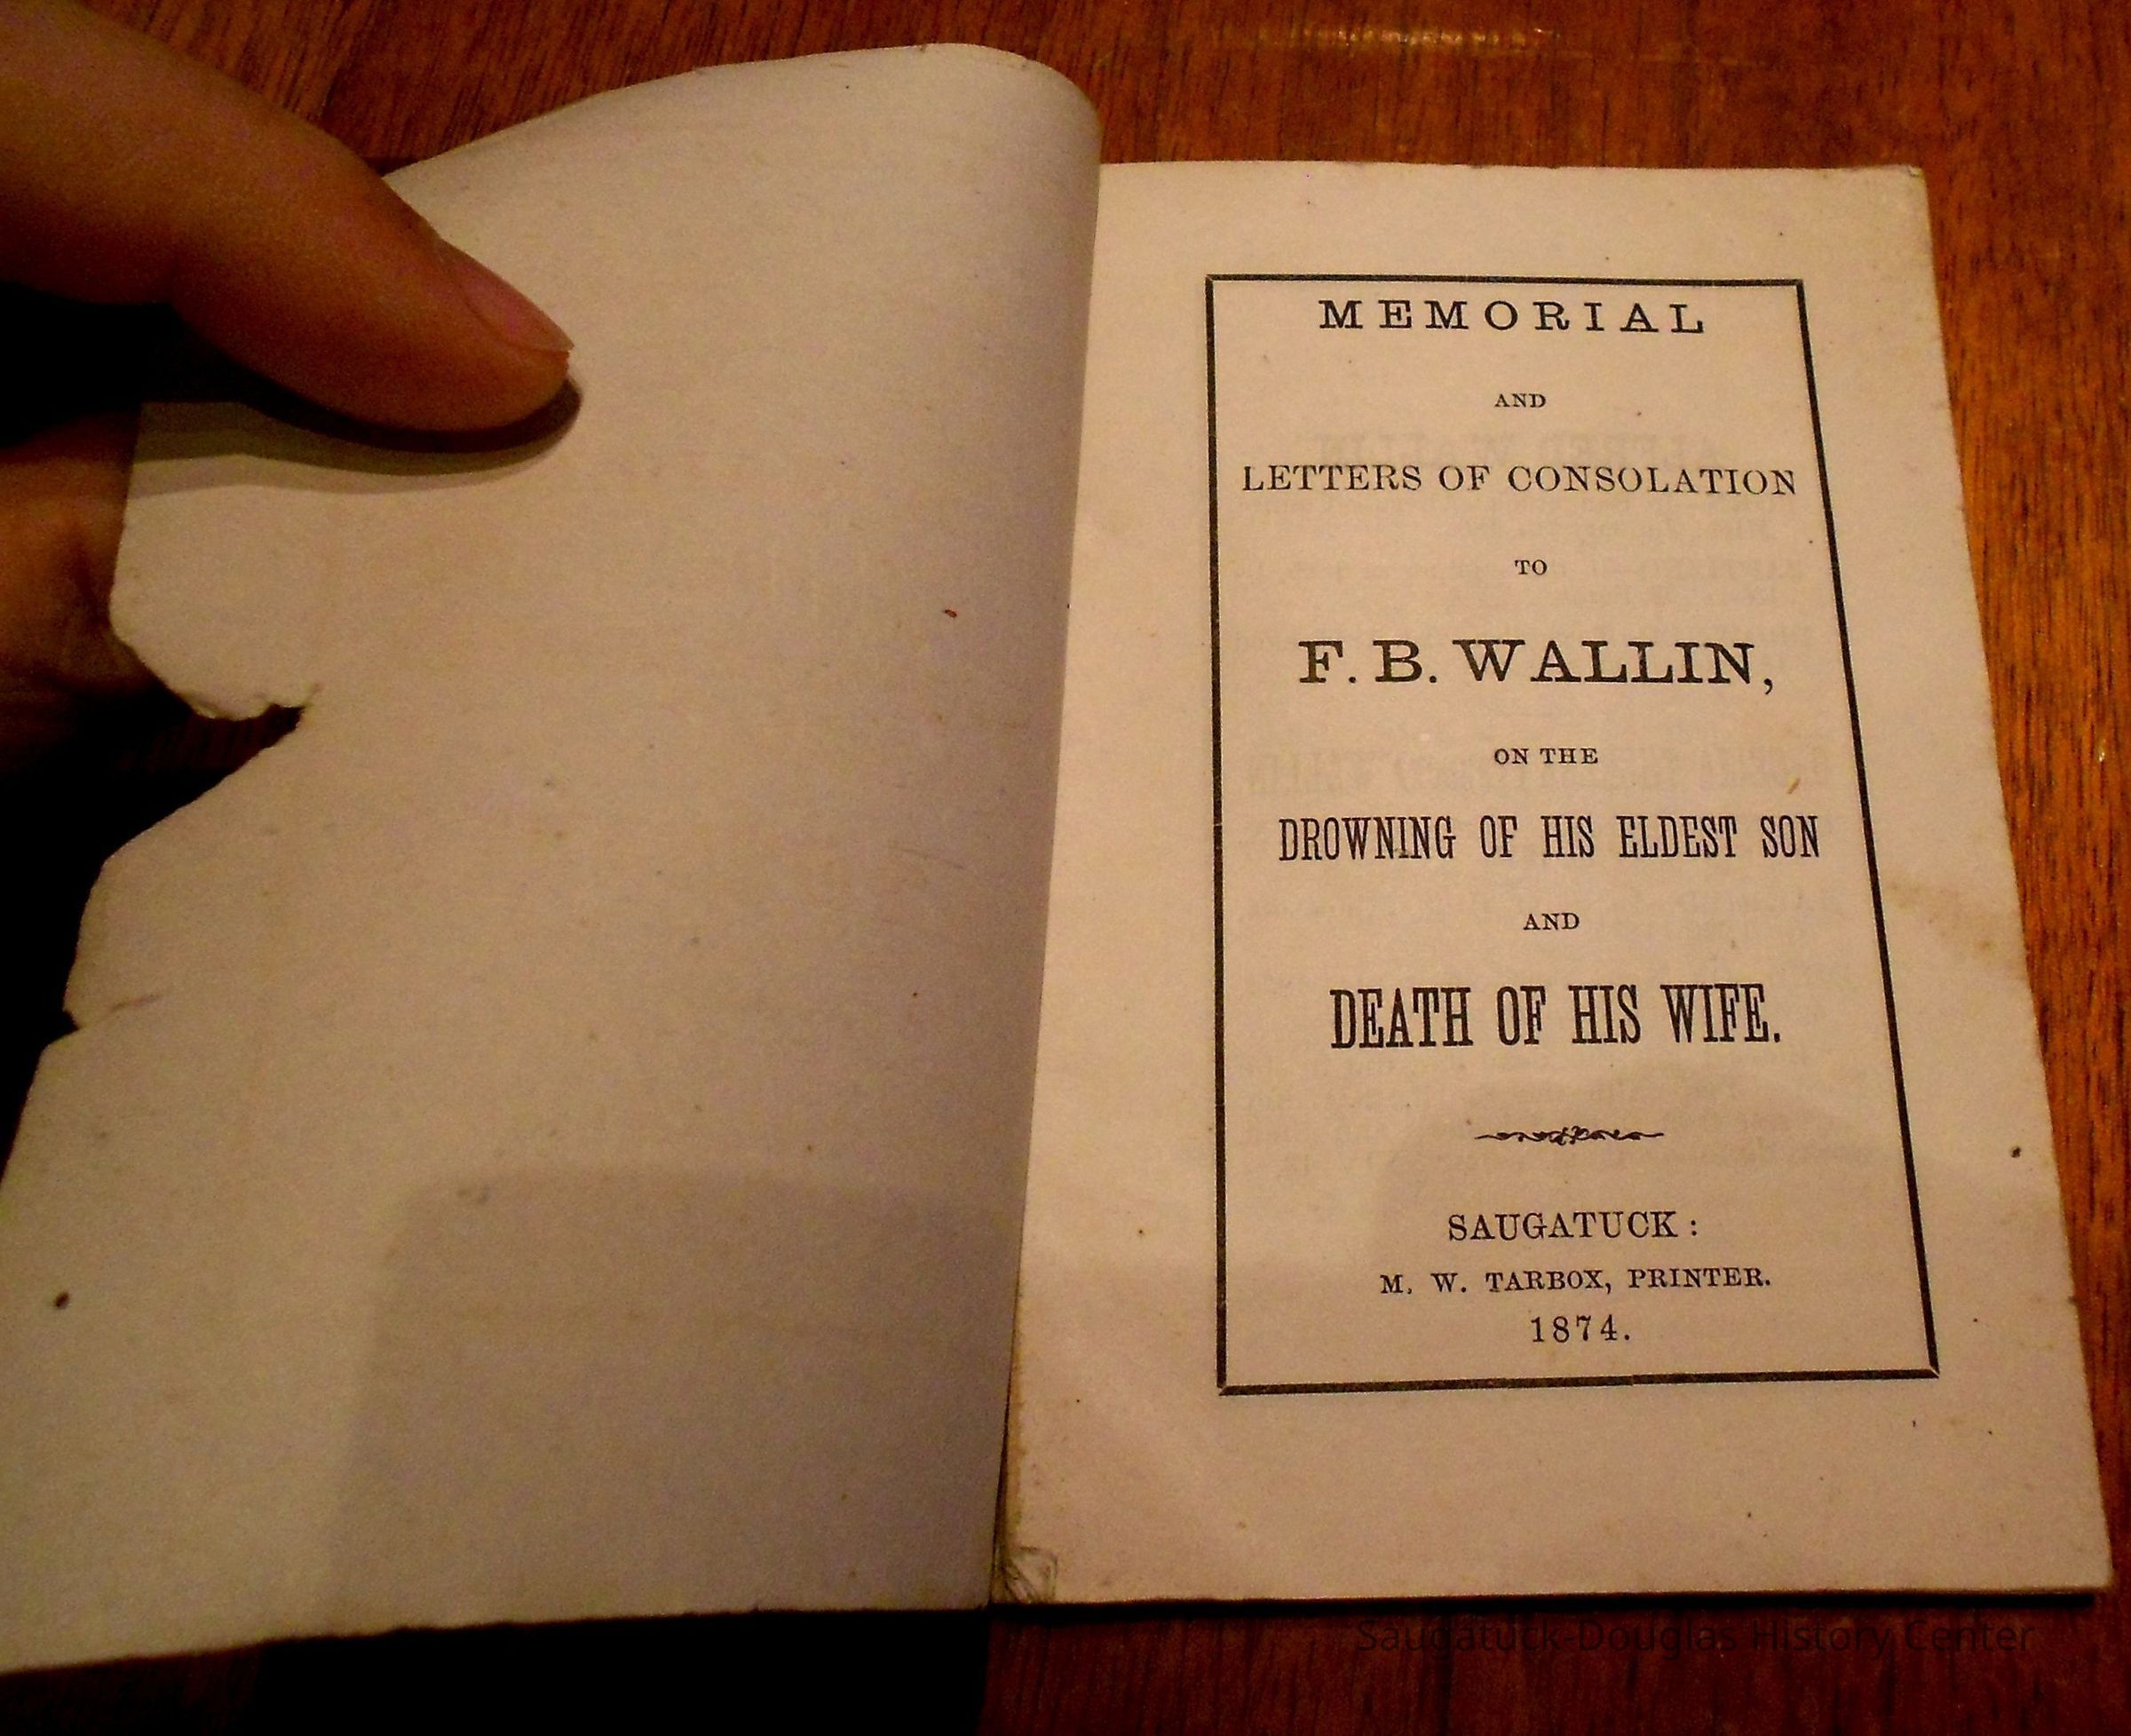 MEMORIAL
AND
LETTERS OF CONSOLATION
TO
F. B. WALLIN,
ON THE
DROWNING OF HIS ELDEST SON
AND
DEATH OF HIS WIFE.
SAUGATUCK:
M. W. TARBOX, PRINTER.
1874.
Saugatuck-Douglas History Center